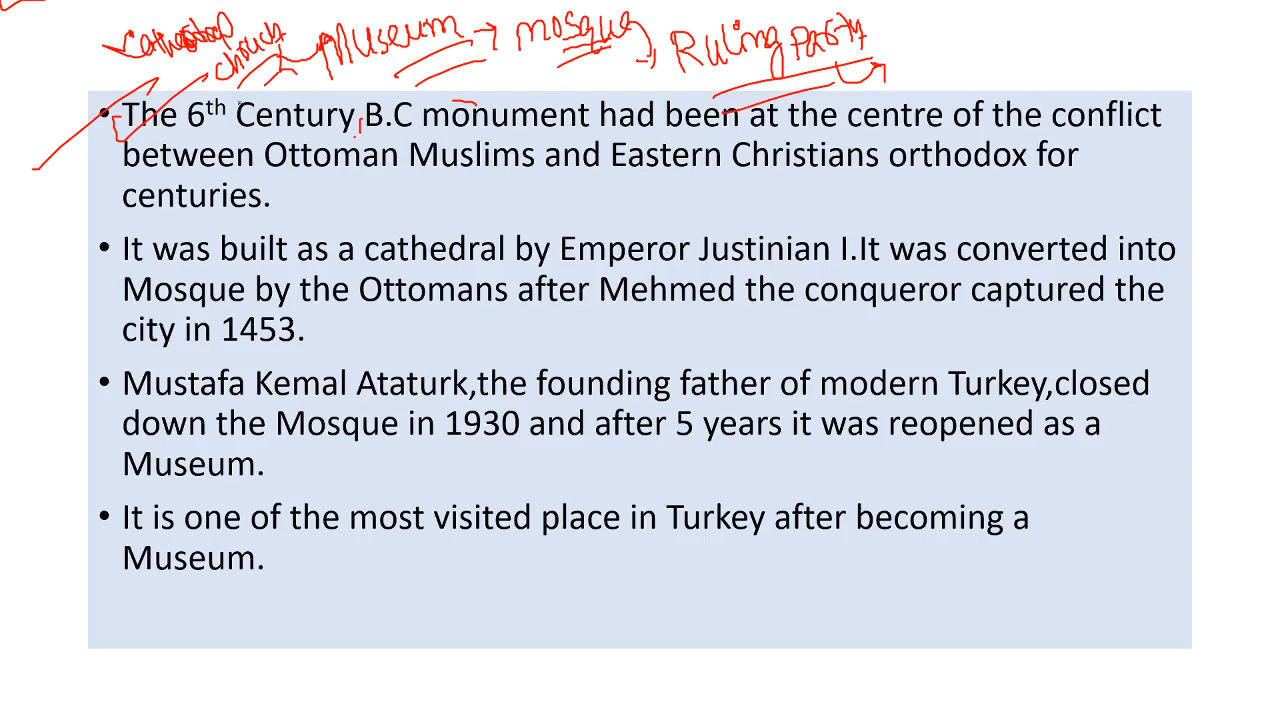 Cathedral church Museum → mosque → Ruling party
• The 6th Century B.C monument had been at the centre of the conflict
between Ottoman Muslims and Eastern Christians orthodox for
centuries.
• It was built as a cathedral by Emperor Justinian I.It was converted into
Mosque by the Ottomans after Mehmed the conqueror captured the
city in 1453.
• Mustafa Kemal Ataturk,the founding father of modern Turkey,closed
down the Mosque in 1930 and after 5 years it was reopened as a
Museum.
• It is one of the most visited place in Turkey after becoming a
Museum.